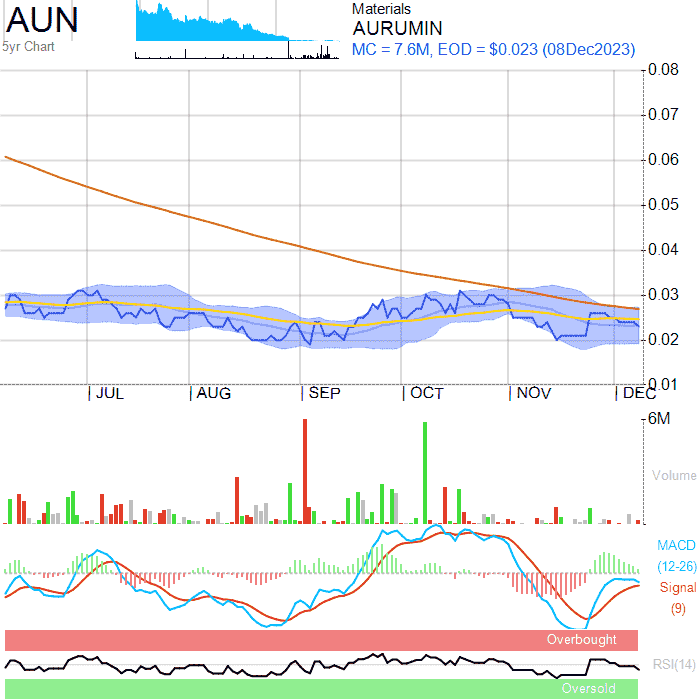 AUN
5yr Chart
Materials
AURUMIN
MC = 7.6M, EOD = $0.023 (08Dec2023)
0.08
0.07
0.06
0.05
0.04
0.03
0.02
0.01
JUL
AUG
SEP
OCT
NOV
DEC
6M
Volume
MACD
(12-26)
Signal
(9)
Overbought
RSI(14)
Oversold